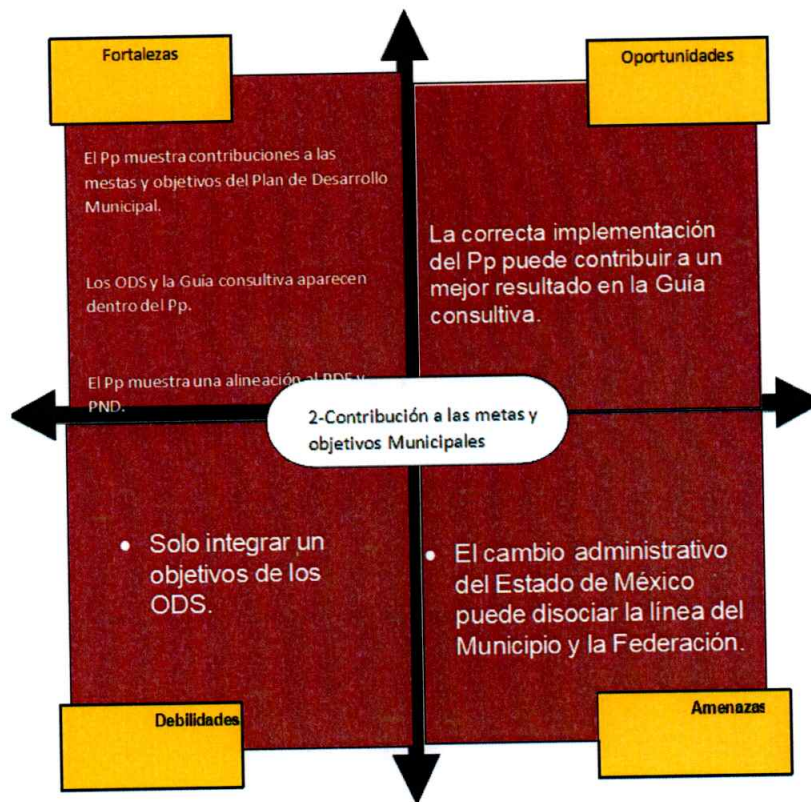 Fortalezas
El Pp muestra contribuciones a las
mestas y objetivos del Plan de Desarrollo
Municipal.
Los ODS y la Guía consultiva aparecen
dentro del Pp.
El Pp muestra una alineación al PDE y
PND.
Oportunidades
La correcta implementación
del Pp puede contribuir a un
mejor resultado en la Guía
consultiva.
2-Contribución a las metas y
objetivos Municipales
• Solo integrar un
objetivos de los
ODS.
Debilidades
• El cambio administrativo
del Estado de México
puede disociar la línea del
Municipio y la Federación.
Amenazas